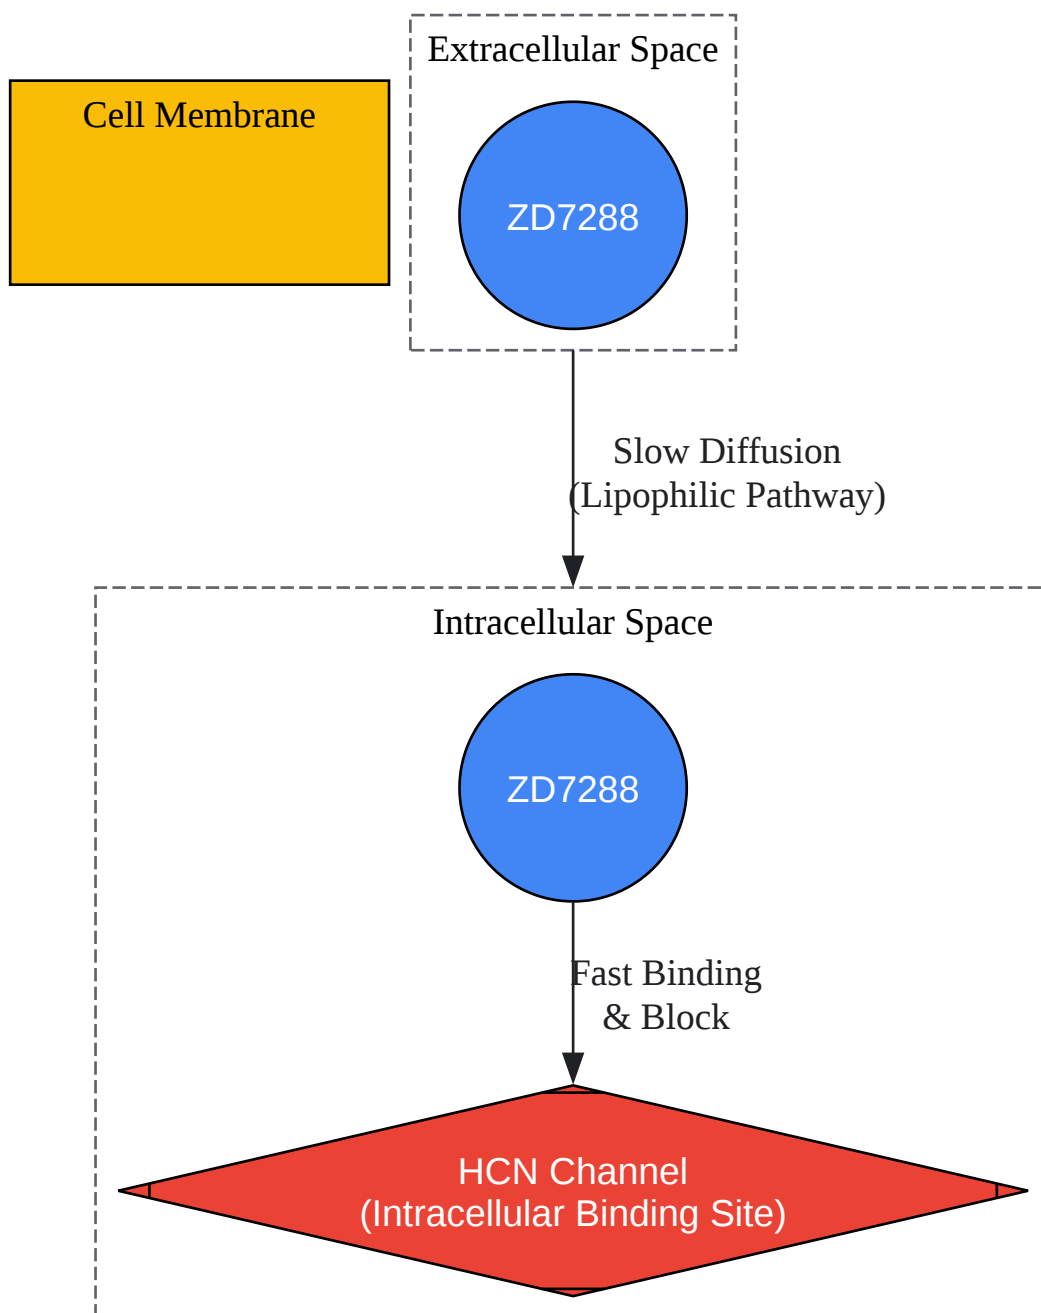 Extracellular Space
Cell Membrane
ZD7288
Slow Diffusion
(Lipophilic Pathway)
Intracellular Space
ZD7288
Fast Binding
& Block
HCN Channel
(Intracellular Binding Site)